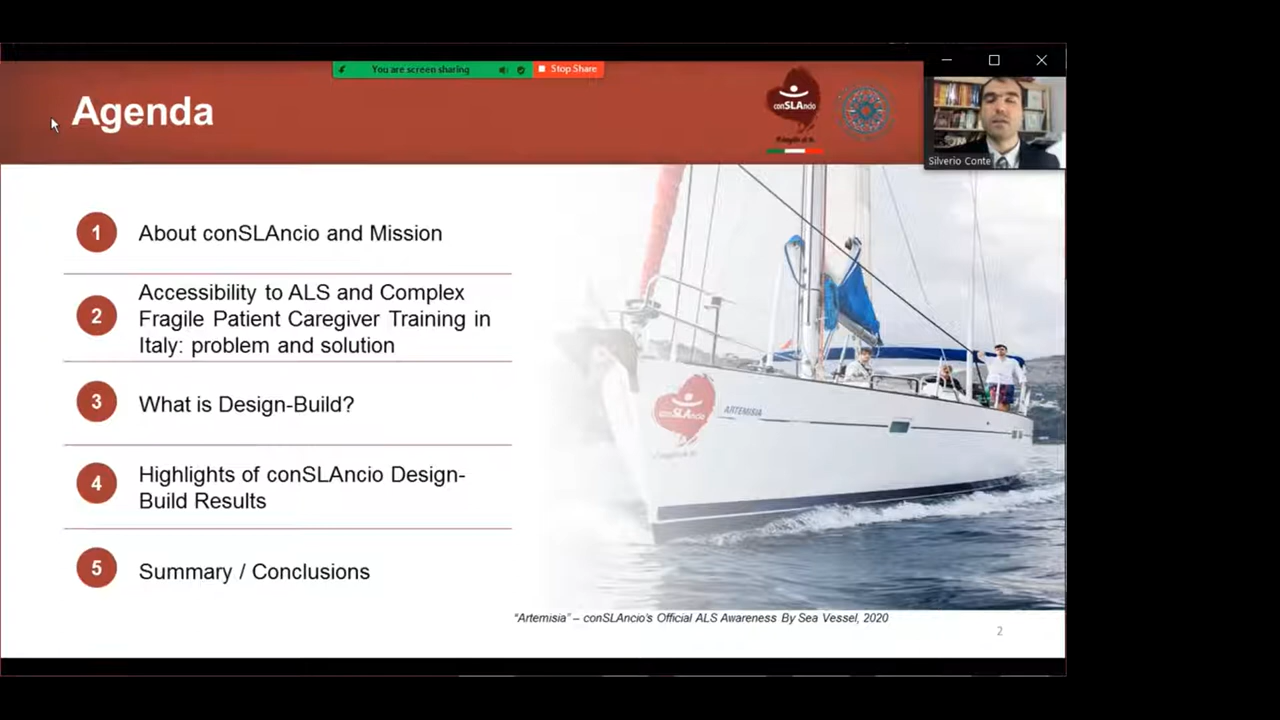 You are screen sharing
Stop Share
Agenda
conSLAncio
Silverio Conte
1 About conSLAncio and Mission
2 Accessibility to ALS and Complex
Fragile Patient Caregiver Training in
Italy: problem and solution
3 What is Design-Build?
4 Highlights of conSLAncio Design-
Build Results
5 Summary / Conclusions
conSLAncio
ARTEMISIA
“Artemisia” – conSLAncio’s Official ALS Awareness By Sea Vessel, 2020
2